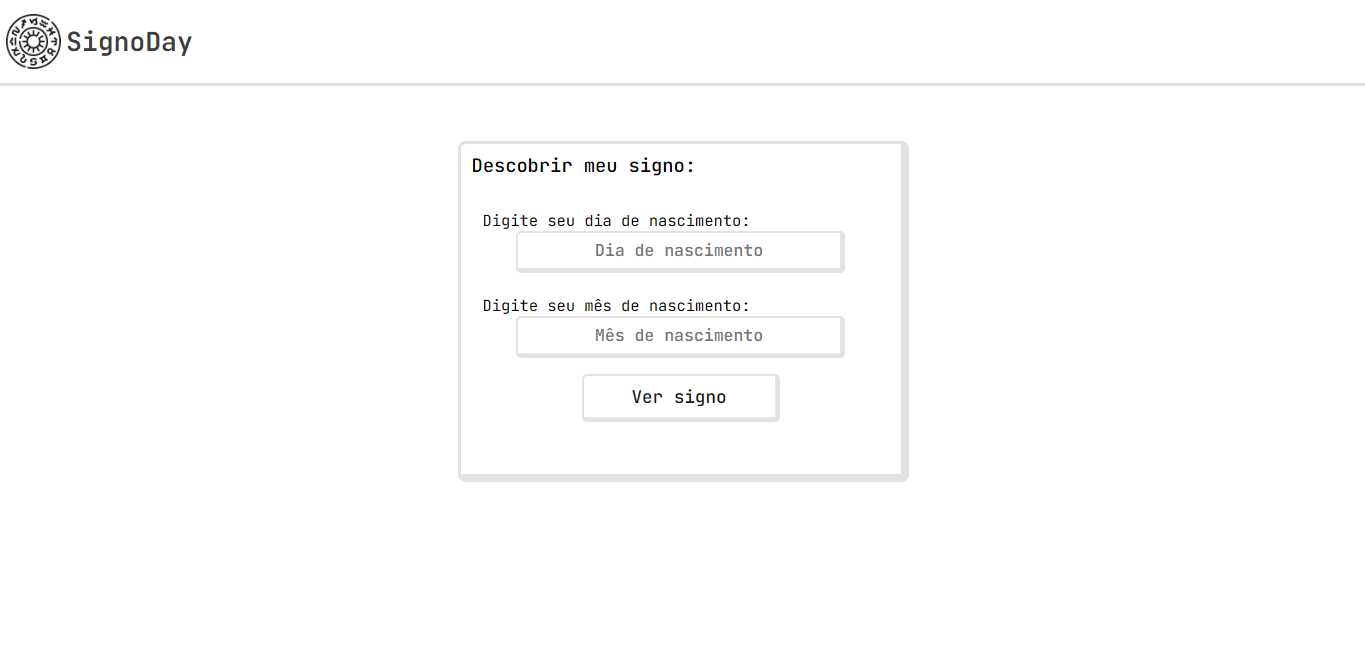 SignoDay
Descobrir meu signo:
Digite seu dia de nascimento:
Dia de nascimento
Digite seu mês de nascimento:
Mês de nascimento
Ver signo